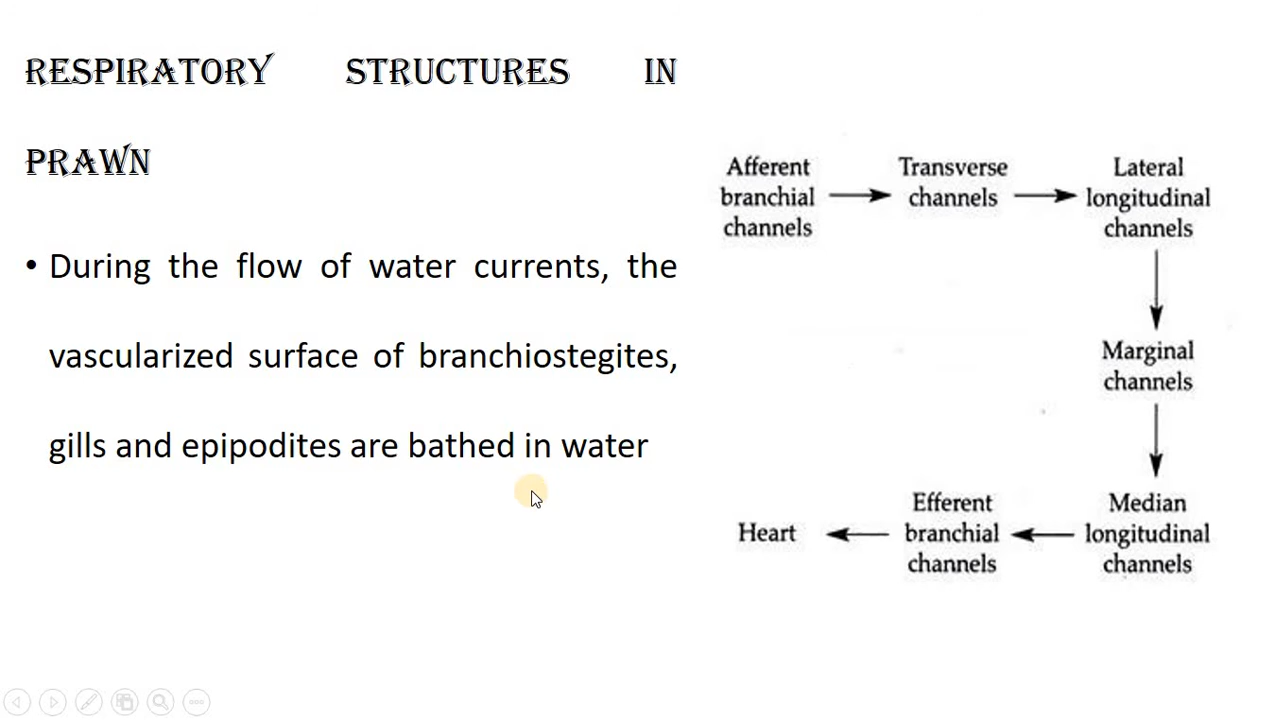 RESPIRATORY STRUCTURES IN
PRAWN
• During the flow of water currents, the
vascularized surface of branchiostegites,
gills and epipodites are bathed in water
Afferent
branchial
channels
Transverse
channels
Lateral
longitudinal
channels
Marginal
channels
Median
longitudinal
channels
Efferent
branchial
channels
Heart